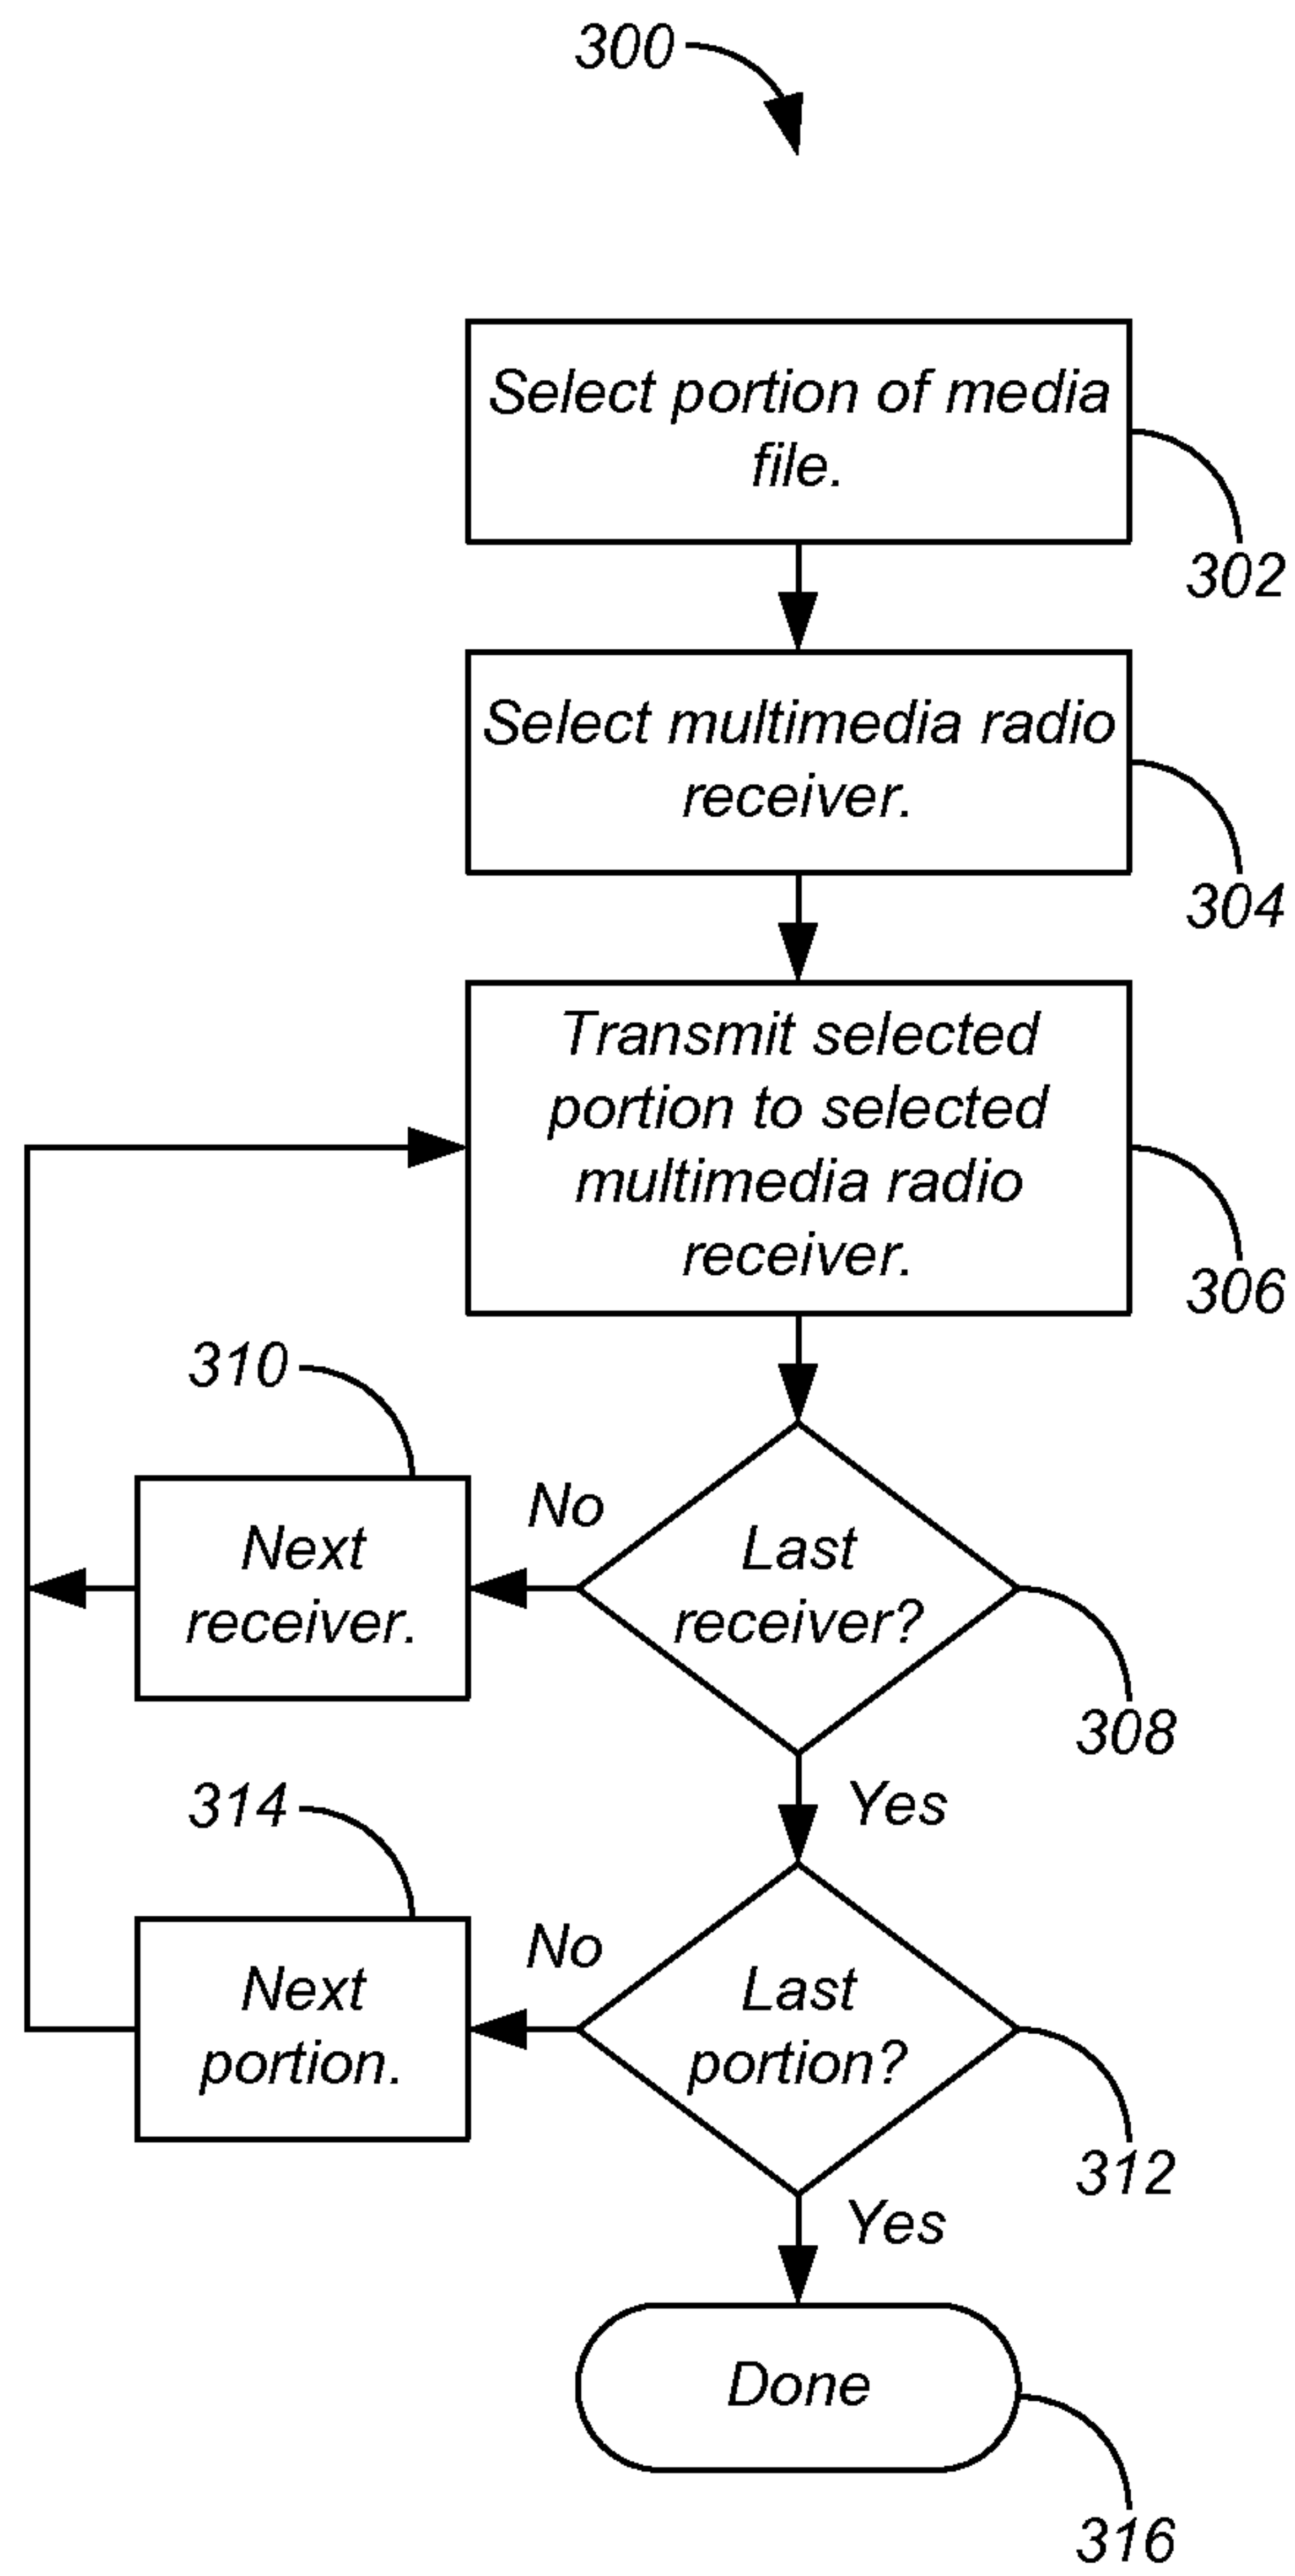 300
Select portion of media
file.
302
Select multimedia radio
receiver.
304
Transmit selected
portion to selected
multimedia radio
receiver.
306
310
Next
receiver.
No
Last
receiver?
308
Yes
314
Next
portion.
No
Last
portion?
312
Yes
Done
316